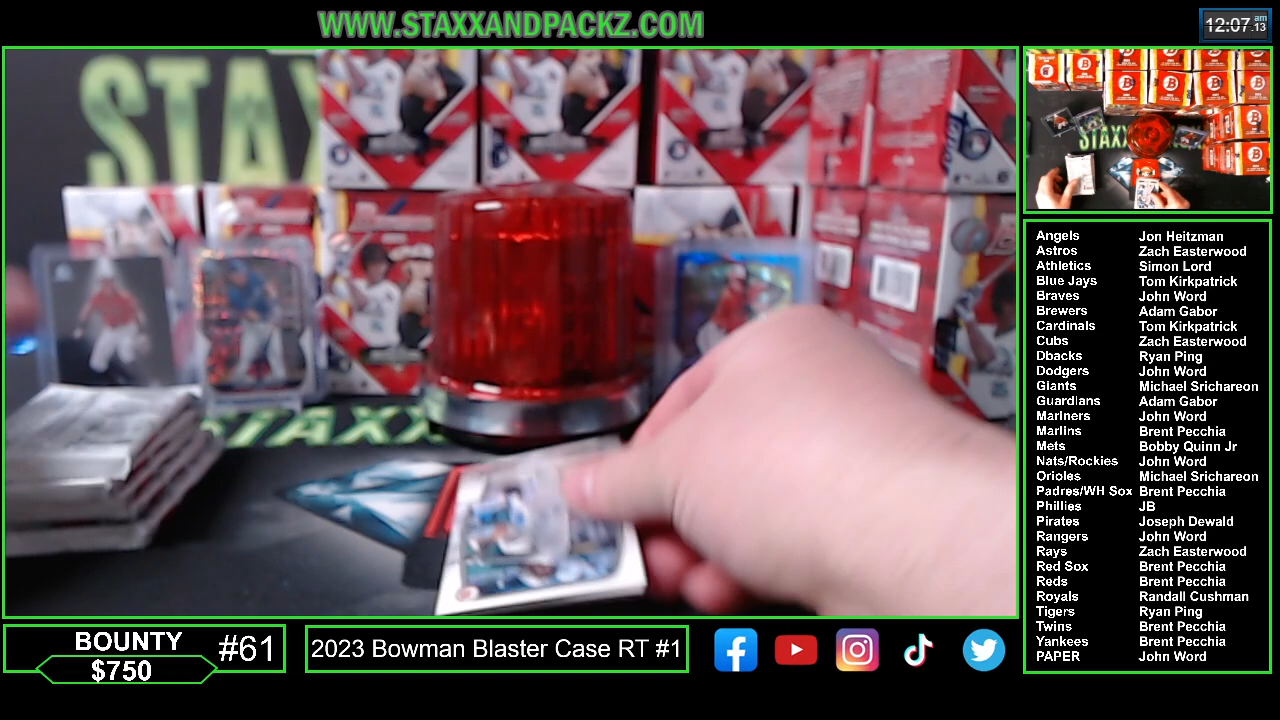 WWW.STAXXANDPACKZ.COM
12:07 am .13
STAXX
STAXX
Angels Jon Heitzman
Astros Zach Easterwood
Athletics Simon Lord
Blue Jays Tom Kirkpatrick
Braves John Word
Brewers Adam Gabor
Cardinals Tom Kirkpatrick
Cubs Zach Easterwood
Dbacks Ryan Ping
Dodgers John Word
Giants Michael Srichareon
Guardians Adam Gabor
Mariners John Word
Marlins Brent Pecchia
Mets Bobby Quinn Jr
Nats/Rockies John Word
Orioles Michael Srichareon
Padres/WH Sox Brent Pecchia
Phillies JB
Pirates Joseph Dewald
Rangers John Word
Rays Zach Easterwood
Red Sox Brent Pecchia
Reds Brent Pecchia
Royals Randall Cushman
Tigers Ryan Ping
Twins Brent Pecchia
Yankees Brent Pecchia
PAPER John Word
BOUNTY
$750
#61
2023 Bowman Blaster Case RT #1